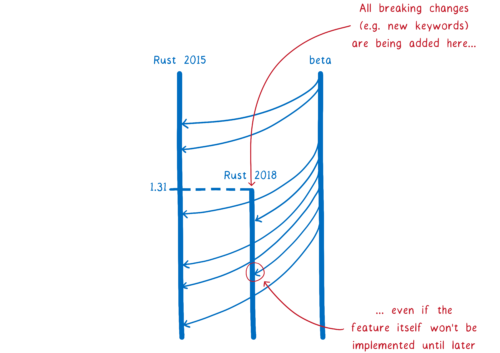 All breaking changes
(e.g. new keywords)
are being added here...
Rust 2015
beta
Rust 2018
1.31
... even if the
feature itself won't be
implemented until later